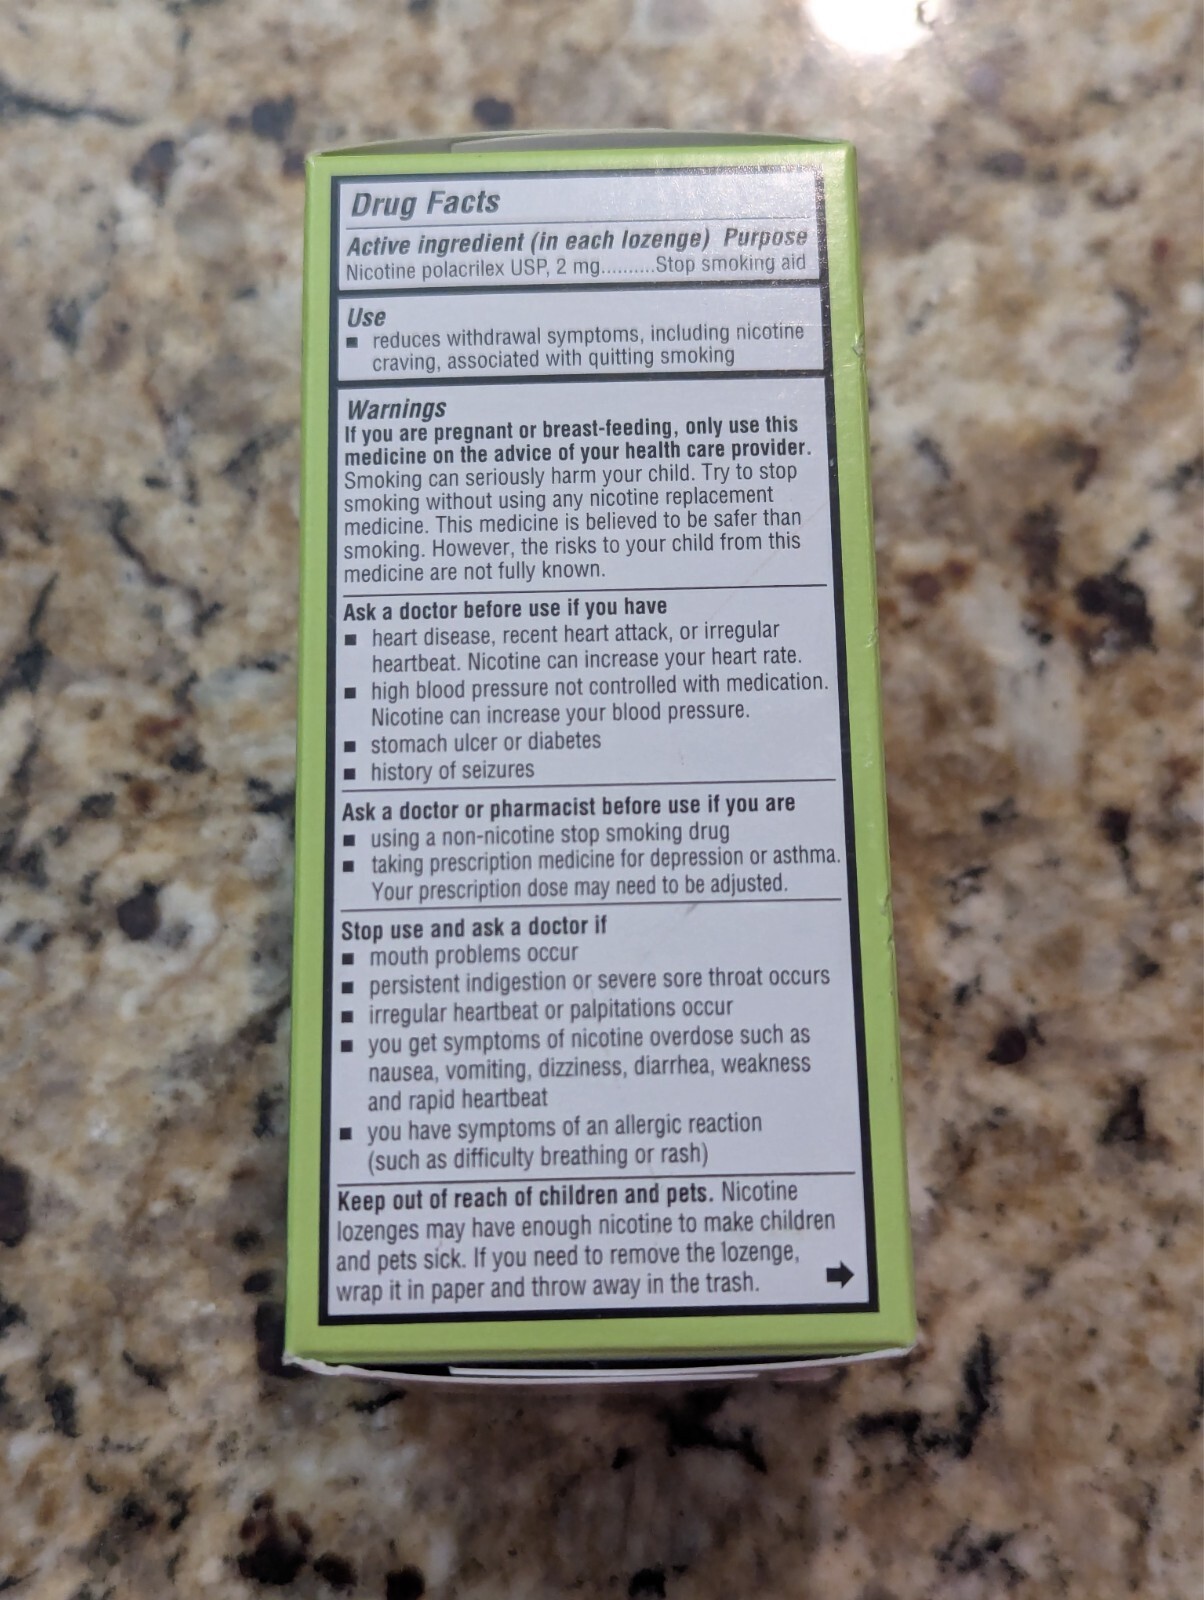 Drug Facts
Active ingredient (in each lozenge) Purpose
Nicotine polacrilex USP, 2 mg..........Stop smoking aid
Use
■ reduces withdrawal symptoms, including nicotine
craving, associated with quitting smoking
Warnings
If you are pregnant or breast-feeding, only use this
medicine on the advice of your health care provider.
Smoking can seriously harm your child. Try to stop
smoking without using any nicotine replacement
medicine. This medicine is believed to be safer than
smoking. However, the risks to your child from this
medicine are not fully known.
Ask a doctor before use if you have
■ heart disease, recent heart attack, or irregular
heartbeat. Nicotine can increase your heart rate.
■ high blood pressure not controlled with medication.
Nicotine can increase your blood pressure.
■ stomach ulcer or diabetes
■ history of seizures
Ask a doctor or pharmacist before use if you are
■ using a non-nicotine stop smoking drug
■ taking prescription medicine for depression or asthma.
Your prescription dose may need to be adjusted.
Stop use and ask a doctor if
■ mouth problems occur
■ persistent indigestion or severe sore throat occurs
■ irregular heartbeat or palpitations occur
■ you get symptoms of nicotine overdose such as
nausea, vomiting, dizziness, diarrhea, weakness
and rapid heartbeat
■ you have symptoms of an allergic reaction
(such as difficulty breathing or rash)
Keep out of reach of children and pets. Nicotine
lozenges may have enough nicotine to make children
and pets sick. If you need to remove the lozenge,
wrap it in paper and throw away in the trash.